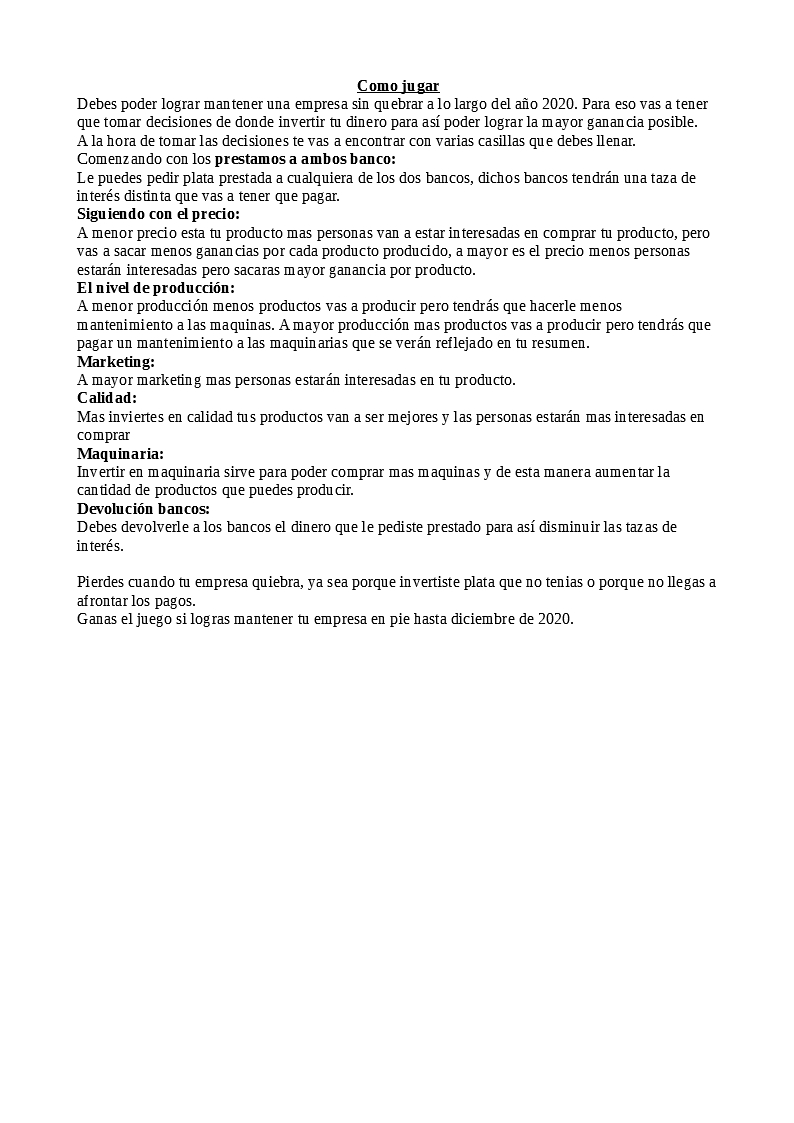 Como jugar
Debes poder lograr mantener una empresa sin quebrar a lo largo del año 2020. Para eso vas a tener
que tomar decisiones de donde invertir tu dinero para así poder lograr la mayor ganancia posible.
A la hora de tomar las decisiones te vas a encontrar con varias casillas que debes llenar.
Comenzando con los prestamos a ambos banco:
Le puedes pedir plata prestada a cualquiera de los dos bancos, dichos bancos tendrán una taza de
interés distinta que vas a tener que pagar.
Siguiendo con el precio:
A menor precio esta tu producto mas personas van a estar interesadas en comprar tu producto, pero
vas a sacar menos ganancias por cada producto producido, a mayor es el precio menos personas
estarán interesadas pero sacaras mayor ganancia por producto.
El nivel de producción:
A menor producción menos productos vas a producir pero tendrás que hacerle menos
mantenimiento a las maquinas. A mayor producción mas productos vas a producir pero tendrás que
pagar un mantenimiento a las maquinarias que se verán reflejado en tu resumen.
Marketing:
A mayor marketing mas personas estarán interesadas en tu producto.
Calidad:
Mas inviertes en calidad tus productos van a ser mejores y las personas estarán mas interesadas en
comprar
Maquinaria:
Invertir en maquinaria sirve para poder comprar mas maquinas y de esta manera aumentar la
cantidad de productos que puedes producir.
Devolución bancos:
Debes devolverle a los bancos el dinero que le pediste prestado para así disminuir las tazas de
interés.
Pierdes cuando tu empresa quiebra, ya sea porque invertiste plata que no tenias o porque no llegas a
afrontar los pagos.
Ganas el juego si logras mantener tu empresa en pie hasta diciembre de 2020.